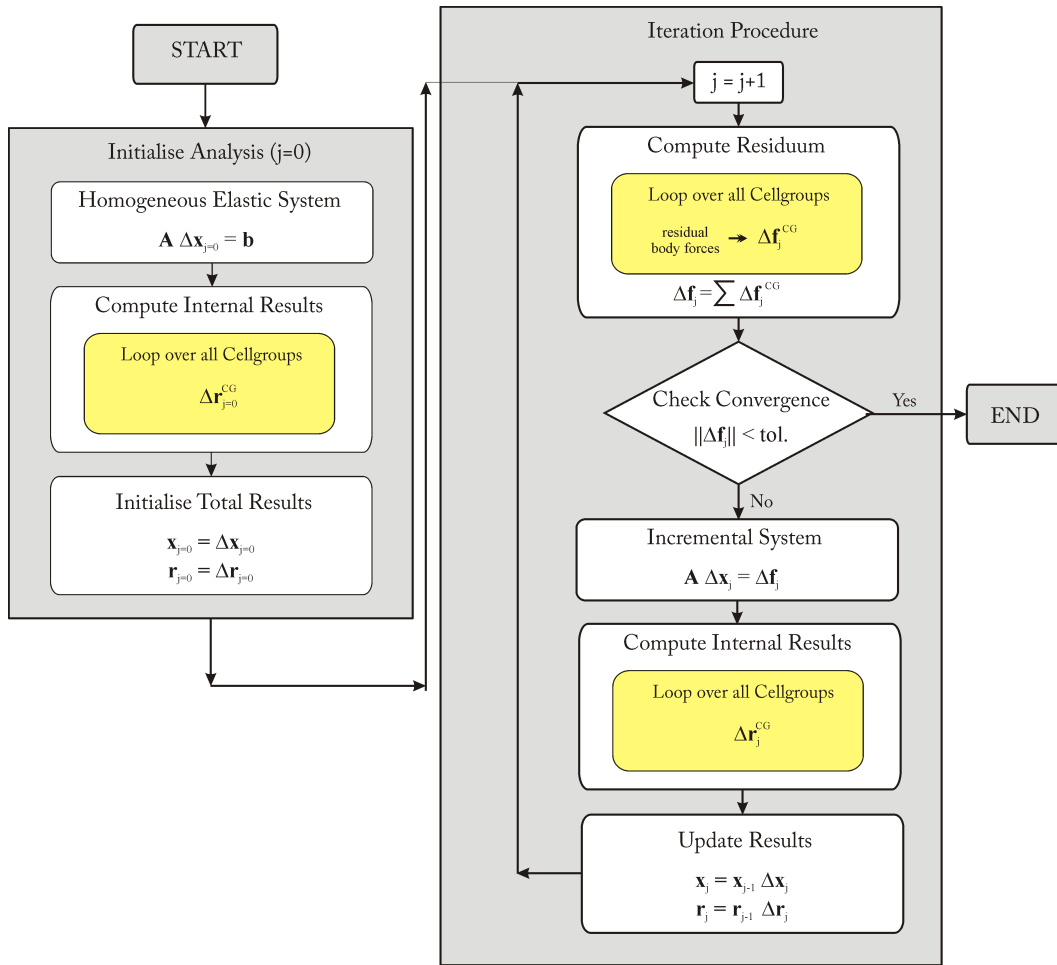 START
Initialise Analysis (j=0)
Homogeneous Elastic System
A Δx_{j=0} = b
Compute Internal Results
Loop over all Cellgroups
Δr_{j=0}^{CG}
Initialise Total Results
x_{j=0} = Δx_{j=0}
r_{j=0} = Δr_{j=0}
Iteration Procedure
j = j+1
Compute Residuum
Loop over all Cellgroups
residual
body forces → Δf_j^{CG}
Δf_j = ∑ Δf_j^{CG}
Check Convergence
||Δf_j|| < tol.
Yes
END
No
Incremental System
A Δx_j = Δf_j
Compute Internal Results
Loop over all Cellgroups
Δr_j^{CG}
Update Results
x_j = x_{j-1} Δx_j
r_j = r_{j-1} Δr_j